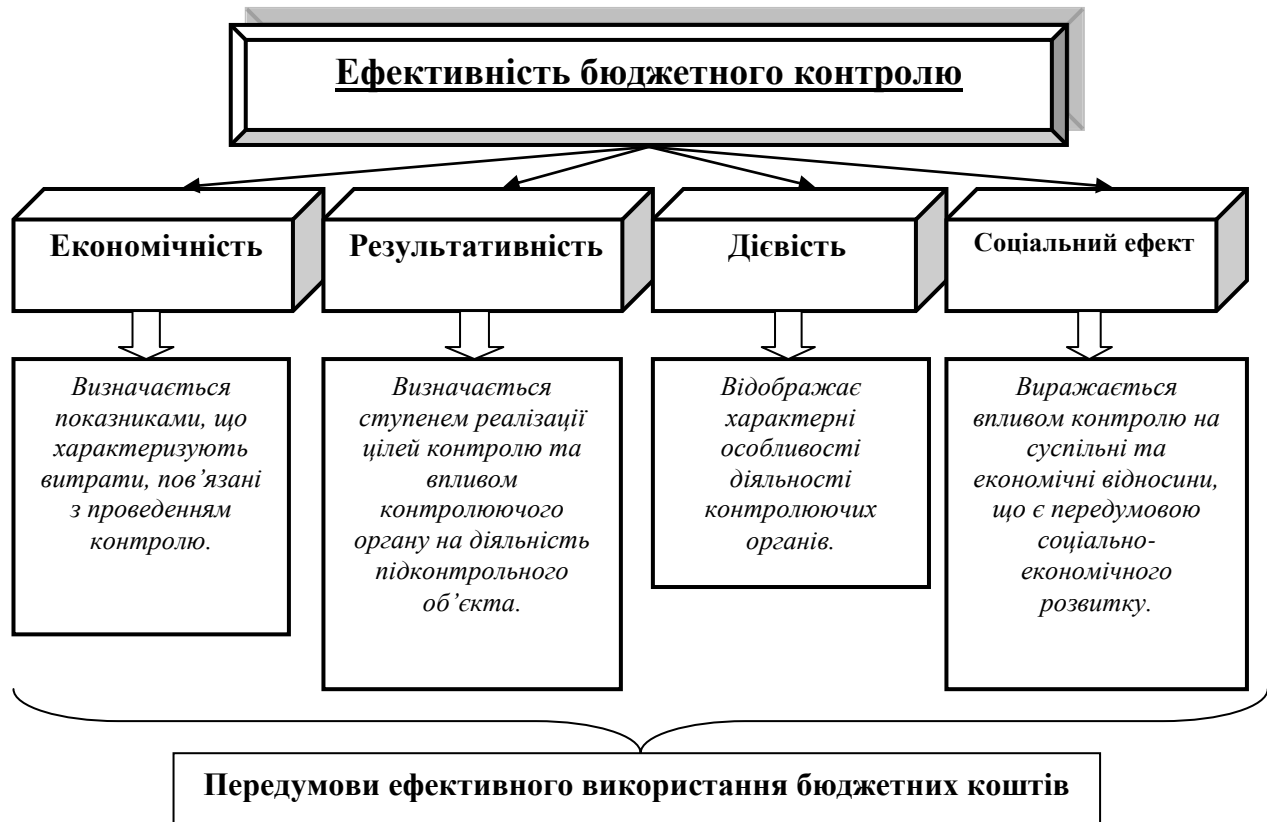 Ефективність бюджетного контролю
Економічність
Результативність
Дієвість
Соціальний ефект
Визначається
показниками, що
характеризують
витрати, пов’язані
з проведенням
контролю.
Визначається
ступенем реалізації
цілей контролю та
впливом
контролюючого
органу на діяльність
підконтрольного
об’єкта.
Відображає
характерні
особливості
діяльності
контролюючих
органів.
Виражається
впливом контролю на
суспільні та
економічні відносини,
що є передумовою
соціально-
економічного
розвитку.
Передумови ефективного використання бюджетних коштів